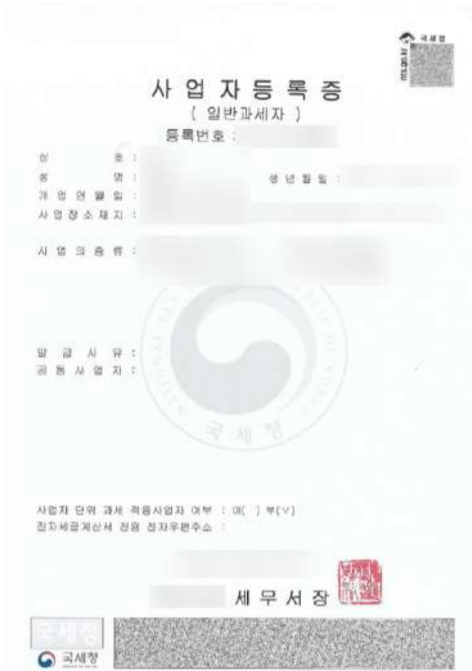 국세청
사업자등록증
( 일반과세자 )
등록번호 :
상 호 :
성 명 : 생년월일 :
개업연월일 :
사업장소재지 :
사업의종류 :
발급사유 :
공동사업자 :
국세청
사업자 단위 과세 적용사업자 여부 : 여( ) 부(∨)
전자세금계산서 전용 전자우편주소 :
세무서장
국세청
국세청